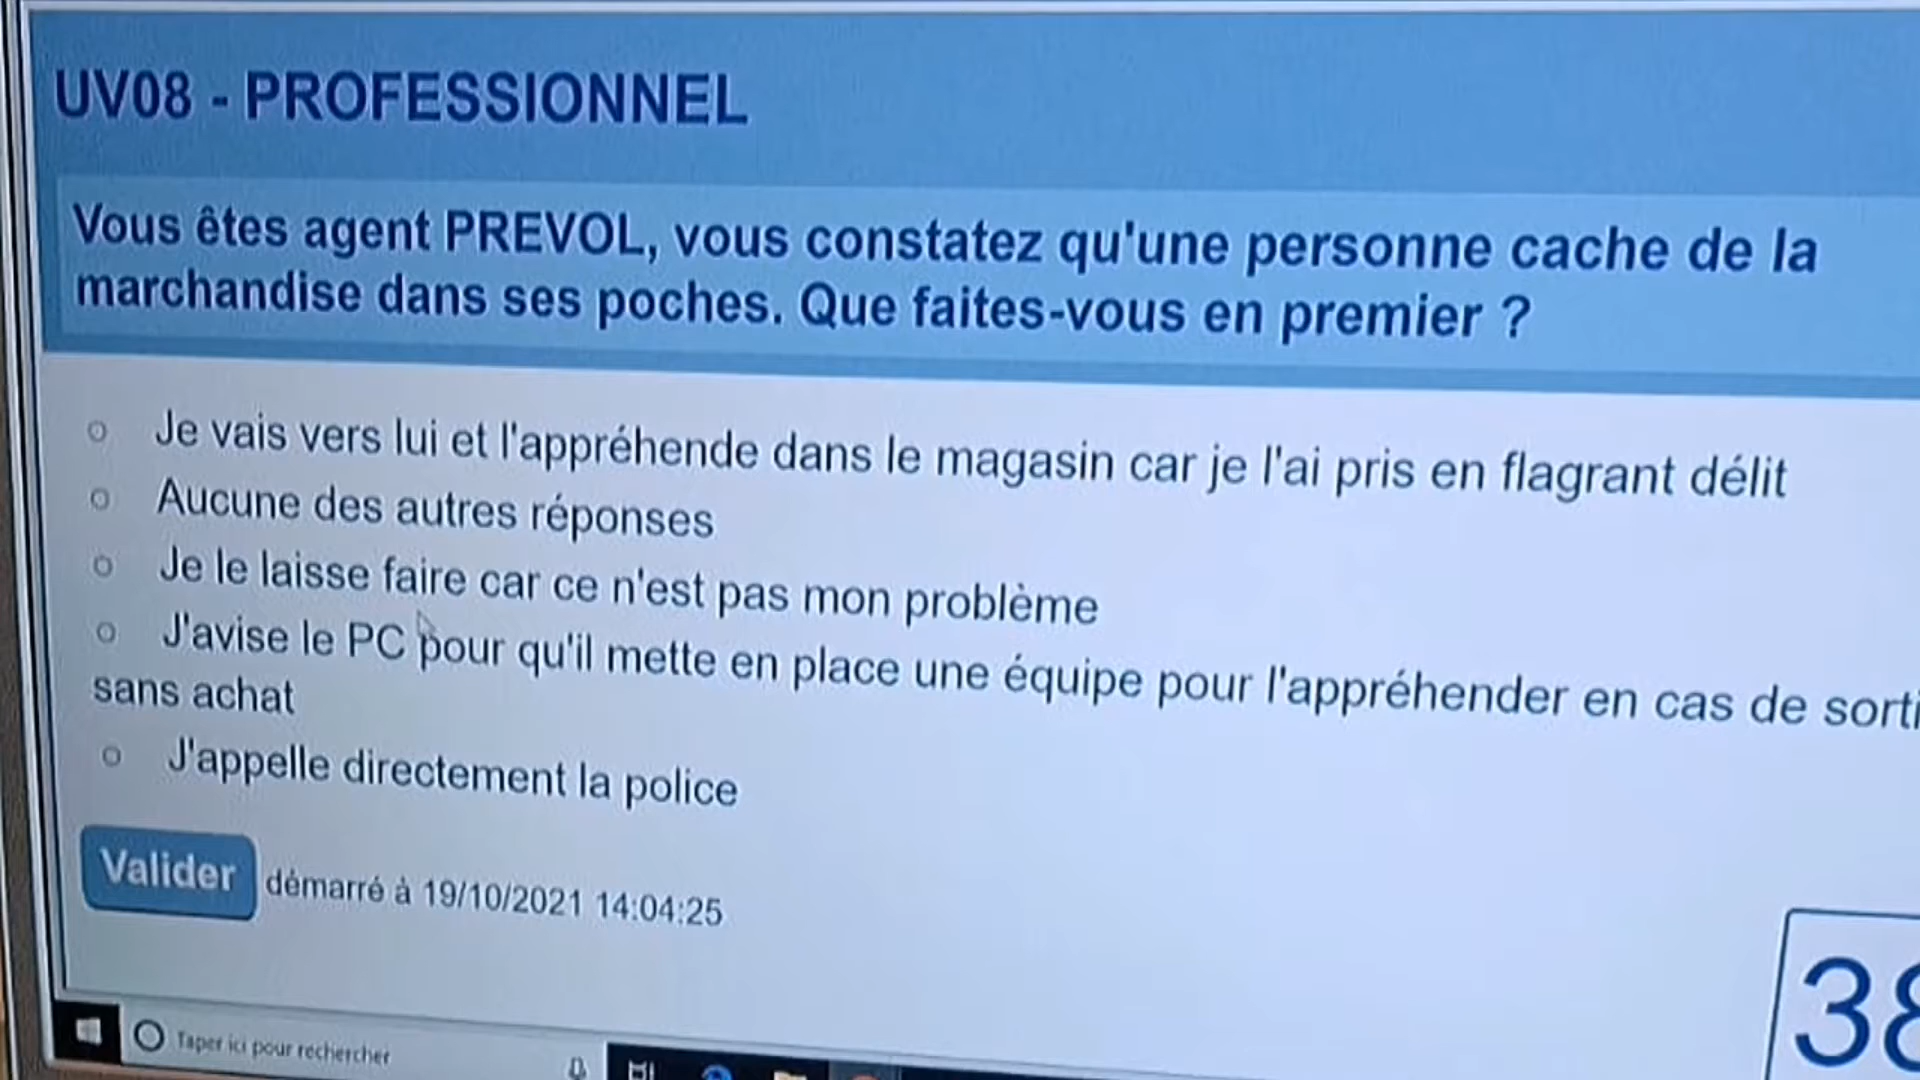 UV08 - PROFESSIONNEL
Vous êtes agent PREVOL, vous constatez qu'une personne cache de la
marchandise dans ses poches. Que faites-vous en premier ?
Je vais vers lui et l'appréhende dans le magasin car je l'ai pris en flagrant délit
Aucune des autres réponses
Je le laisse faire car ce n'est pas mon problème
J'avise le PC pour qu'il mette en place une équipe pour l'appréhender en cas de sorti
sans achat
J'appelle directement la police
Valider démarré à 19/10/2021 14:04:25
38
Taper ici pour rechercher